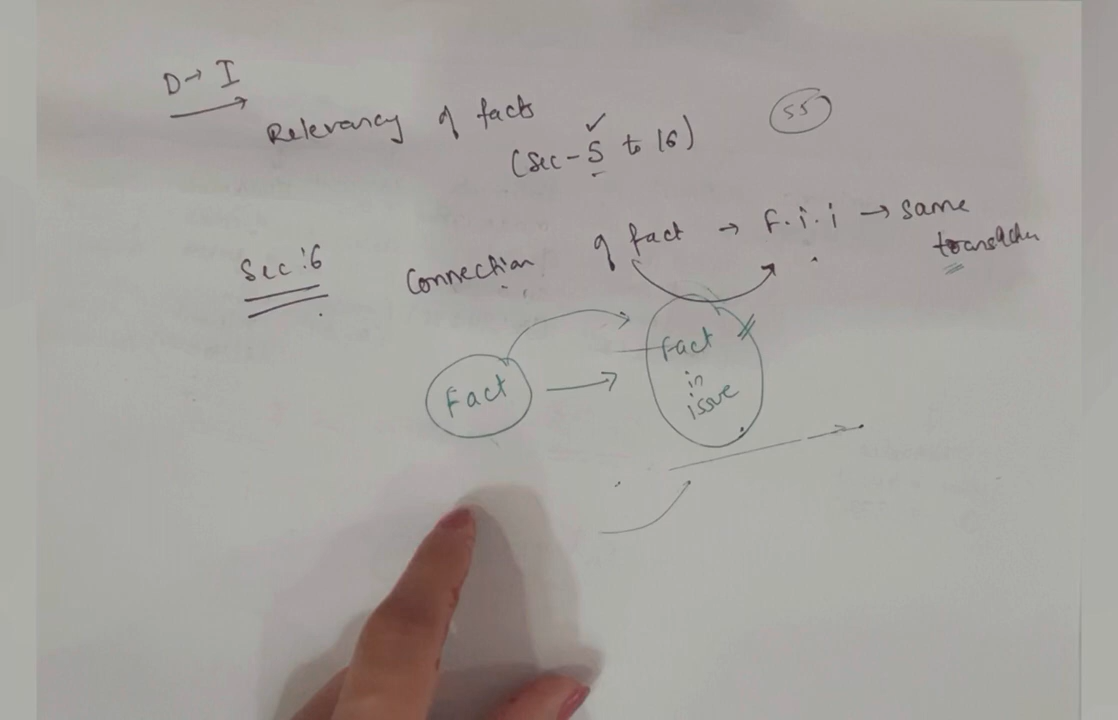 D→ I
Relevancy of facts
(Sec-5 to 16)
55
Sec:6
Connection of fact → F.i.i → same
Fact
Fact
in
issue